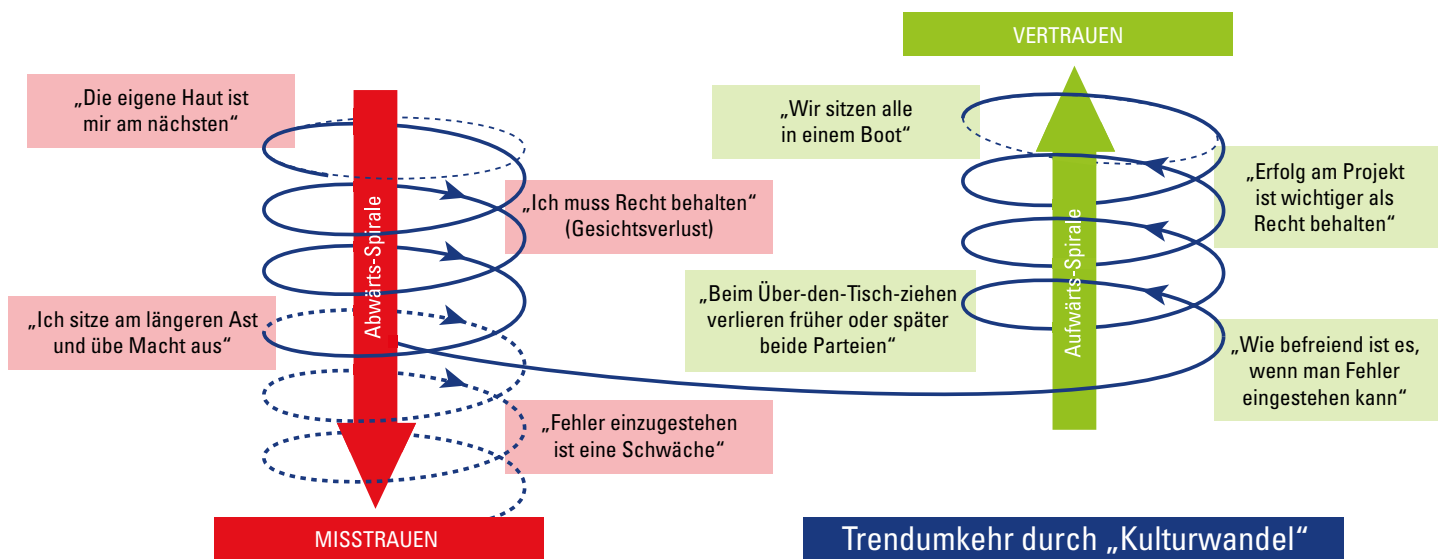 VERTRAUEN
„Die eigene Haut ist
mir am nächsten“
„Ich muss Recht behalten“
(Gesichtsverlust)
„Ich sitze am längeren Ast
und übe Macht aus“
„Fehler einzugestehen
ist eine Schwäche“
Abwärts-Spirale
MISSTRAUEN
„Wir sitzen alle
in einem Boot“
„Erfolg am Projekt
ist wichtiger als
Recht behalten“
„Beim Über-den-Tisch-ziehen
verlieren früher oder später
beide Parteien“
„Wie befreiend ist es,
wenn man Fehler
eingestehen kann“
Aufwärts-Spirale
Trendumkehr durch „Kulturwandel“